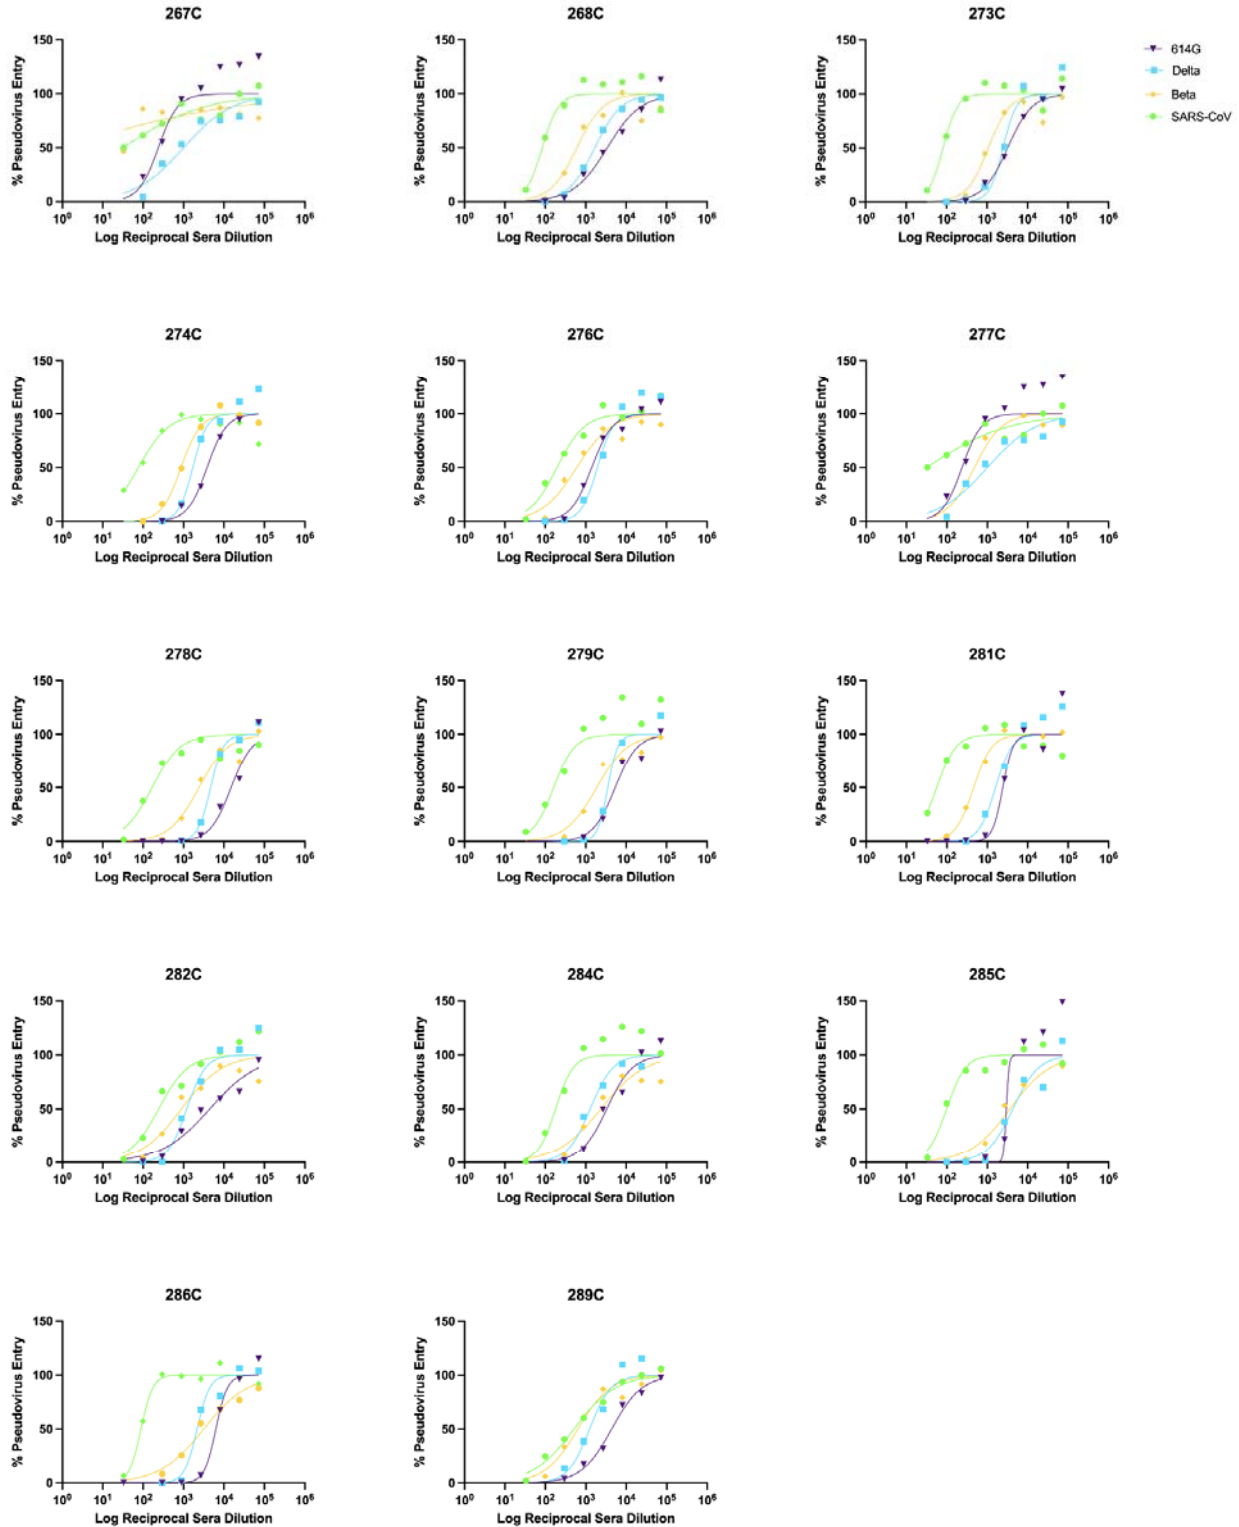 267C
268C
273C
150
100
50
0
% Pseudovirus Entry
10⁰ 10¹ 10² 10³ 10⁴ 10⁵ 10⁶
Log Reciprocal Sera Dilution
150
100
50
0
% Pseudovirus Entry
10⁰ 10¹ 10² 10³ 10⁴ 10⁵ 10⁶
Log Reciprocal Sera Dilution
150
100
50
0
% Pseudovirus Entry
10⁰ 10¹ 10² 10³ 10⁴ 10⁵ 10⁶
Log Reciprocal Sera Dilution
614G
Delta
Beta
SARS-CoV
274C
276C
277C
150
100
50
0
% Pseudovirus Entry
10⁰ 10¹ 10² 10³ 10⁴ 10⁵ 10⁶
Log Reciprocal Sera Dilution
150
100
50
0
% Pseudovirus Entry
10⁰ 10¹ 10² 10³ 10⁴ 10⁵ 10⁶
Log Reciprocal Sera Dilution
150
100
50
0
% Pseudovirus Entry
10⁰ 10¹ 10² 10³ 10⁴ 10⁵ 10⁶
Log Reciprocal Sera Dilution
278C
279C
281C
150
100
50
0
% Pseudovirus Entry
10⁰ 10¹ 10² 10³ 10⁴ 10⁵ 10⁶
Log Reciprocal Sera Dilution
150
100
50
0
% Pseudovirus Entry
10⁰ 10¹ 10² 10³ 10⁴ 10⁵ 10⁶
Log Reciprocal Sera Dilution
150
100
50
0
% Pseudovirus Entry
10⁰ 10¹ 10² 10³ 10⁴ 10⁵ 10⁶
Log Reciprocal Sera Dilution
282C
284C
285C
150
100
50
0
% Pseudovirus Entry
10⁰ 10¹ 10² 10³ 10⁴ 10⁵ 10⁶
Log Reciprocal Sera Dilution
150
100
50
0
% Pseudovirus Entry
10⁰ 10¹ 10² 10³ 10⁴ 10⁵ 10⁶
Log Reciprocal Sera Dilution
150
100
50
0
% Pseudovirus Entry
10⁰ 10¹ 10² 10³ 10⁴ 10⁵ 10⁶
Log Reciprocal Sera Dilution
286C
289C
150
100
50
0
% Pseudovirus Entry
10⁰ 10¹ 10² 10³ 10⁴ 10⁵ 10⁶
Log Reciprocal Sera Dilution
150
100
50
0
% Pseudovirus Entry
10⁰ 10¹ 10² 10³ 10⁴ 10⁵ 10⁶
Log Reciprocal Sera Dilution